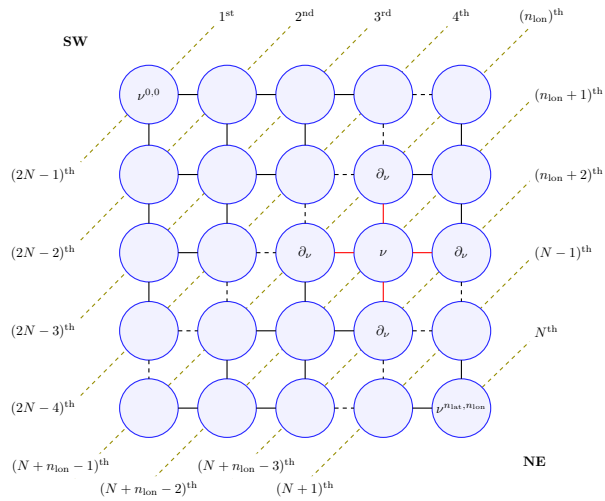 1st 2nd 3rd 4th (n_lon)th
SW
ν^{0,0} (n_lon + 1)th
(2N − 1)th ∂_ν (n_lon + 2)th
(2N − 2)th ∂_ν ν ∂_ν (N − 1)th
(2N − 3)th ∂_ν Nth
(2N − 4)th ν^{n_lat,n_lon}
(N + n_lon − 1)th (N + n_lon − 3)th NE
(N + n_lon − 2)th (N + 1)th